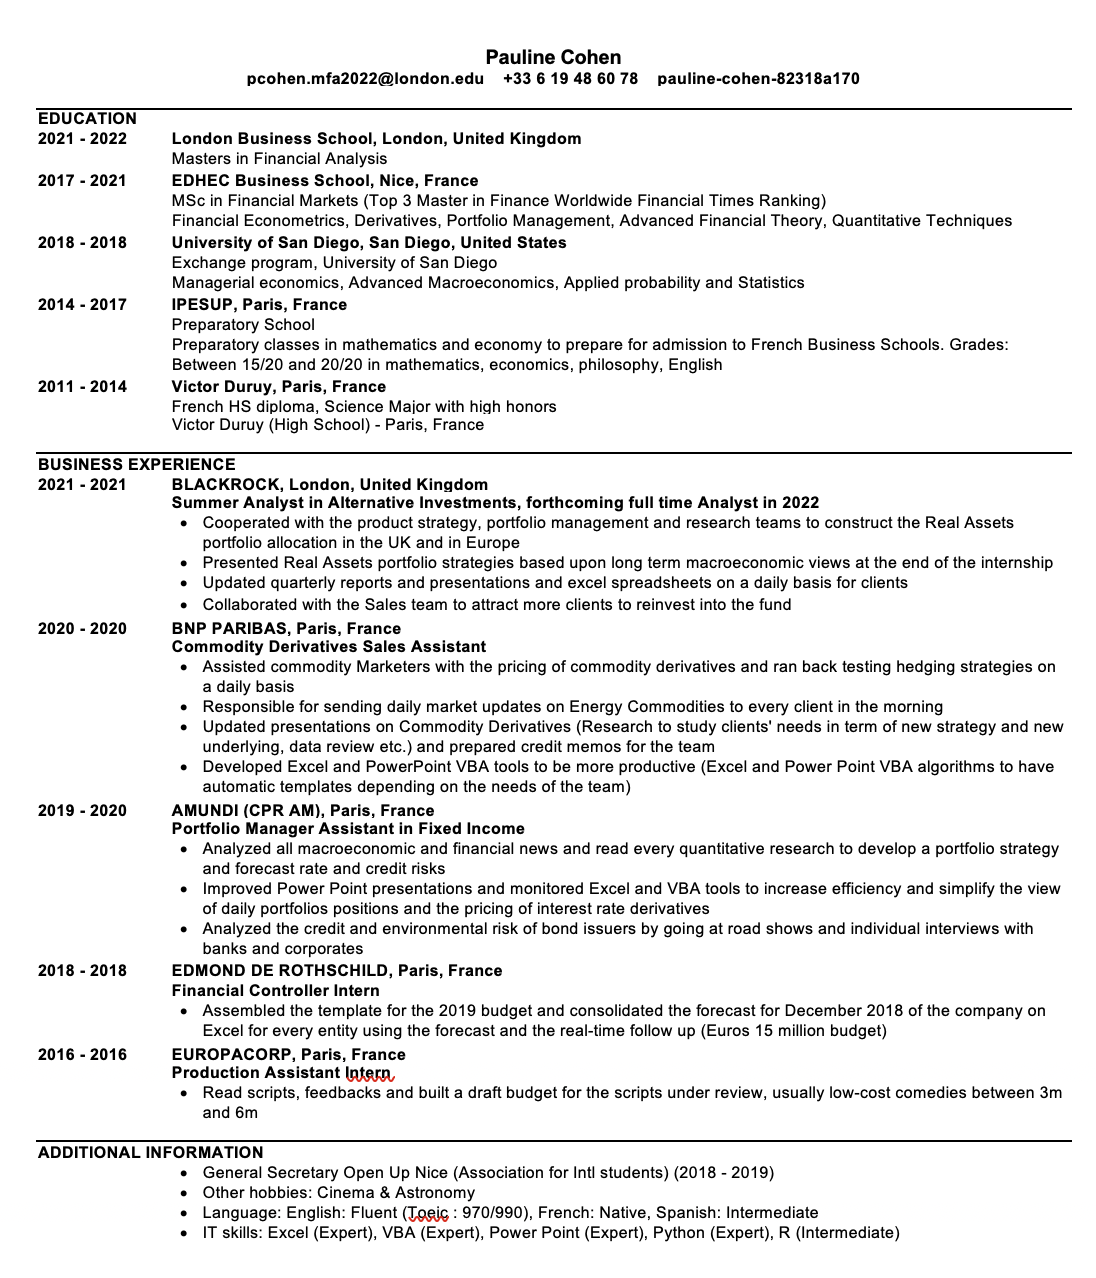 Pauline Cohen
pcohen.mfa2022@london.edu +33 6 19 48 60 78 pauline-cohen-82318a170
EDUCATION
2021 - 2022 London Business School, London, United Kingdom
Masters in Financial Analysis
2017 - 2021 EDHEC Business School, Nice, France
MSc in Financial Markets (Top 3 Master in Finance Worldwide Financial Times Ranking)
Financial Econometrics, Derivatives, Portfolio Management, Advanced Financial Theory, Quantitative Techniques
2018 - 2018 University of San Diego, San Diego, United States
Exchange program, University of San Diego
Managerial economics, Advanced Macroeconomics, Applied probability and Statistics
2014 - 2017 IPESUP, Paris, France
Preparatory School
Preparatory classes in mathematics and economy to prepare for admission to French Business Schools. Grades:
Between 15/20 and 20/20 in mathematics, economics, philosophy, English
2011 - 2014 Victor Duruy, Paris, France
French HS diploma, Science Major with high honors
Victor Duruy (High School) - Paris, France
BUSINESS EXPERIENCE
2021 - 2021 BLACKROCK, London, United Kingdom
Summer Analyst in Alternative Investments, forthcoming full time Analyst in 2022
• Cooperated with the product strategy, portfolio management and research teams to construct the Real Assets
portfolio allocation in the UK and in Europe
• Presented Real Assets portfolio strategies based upon long term macroeconomic views at the end of the internship
• Updated quarterly reports and presentations and excel spreadsheets on a daily basis for clients
• Collaborated with the Sales team to attract more clients to reinvest into the fund
2020 - 2020 BNP PARIBAS, Paris, France
Commodity Derivatives Sales Assistant
• Assisted commodity Marketers with the pricing of commodity derivatives and ran back testing hedging strategies on
a daily basis
• Responsible for sending daily market updates on Energy Commodities to every client in the morning
• Updated presentations on Commodity Derivatives (Research to study clients' needs in term of new strategy and new
underlying, data review etc.) and prepared credit memos for the team
• Developed Excel and PowerPoint VBA tools to be more productive (Excel and Power Point VBA algorithms to have
automatic templates depending on the needs of the team)
2019 - 2020 AMUNDI (CPR AM), Paris, France
Portfolio Manager Assistant in Fixed Income
• Analyzed all macroeconomic and financial news and read every quantitative research to develop a portfolio strategy
and forecast rate and credit risks
• Improved Power Point presentations and monitored Excel and VBA tools to increase efficiency and simplify the view
of daily portfolios positions and the pricing of interest rate derivatives
• Analyzed the credit and environmental risk of bond issuers by going at road shows and individual interviews with
banks and corporates
2018 - 2018 EDMOND DE ROTHSCHILD, Paris, France
Financial Controller Intern
• Assembled the template for the 2019 budget and consolidated the forecast for December 2018 of the company on
Excel for every entity using the forecast and the real-time follow up (Euros 15 million budget)
2016 - 2016 EUROPACORP, Paris, France
Production Assistant Intern
• Read scripts, feedbacks and built a draft budget for the scripts under review, usually low-cost comedies between 3m
and 6m
ADDITIONAL INFORMATION
• General Secretary Open Up Nice (Association for Intl students) (2018 - 2019)
• Other hobbies: Cinema & Astronomy
• Language: English: Fluent (Toeic : 970/990), French: Native, Spanish: Intermediate
• IT skills: Excel (Expert), VBA (Expert), Power Point (Expert), Python (Expert), R (Intermediate)